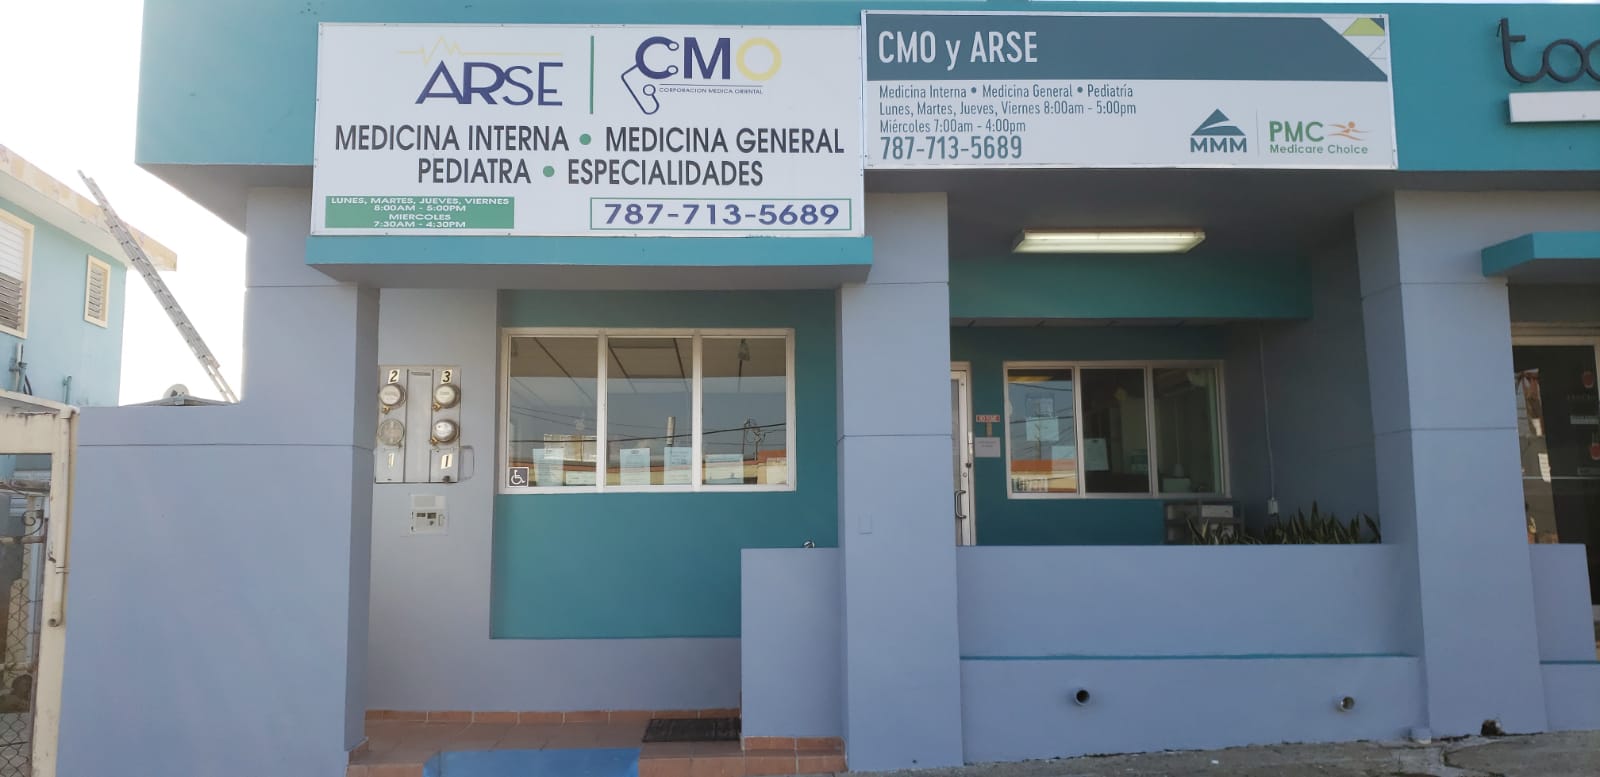 ARSE
CMO
CORPORACION MEDICA ORIENTAL
MEDICINA INTERNA • MEDICINA GENERAL
PEDIATRA • ESPECIALIDADES
LUNES, MARTES, JUEVES, VIERNES
8:00AM - 5:00PM
MIERCOLES
7:30AM - 4:30PM
787-713-5689
CMO y ARSE
Medicina Interna • Medicina General • Pediatría
Lunes, Martes, Jueves, Viernes 8:00am - 5:00pm
Miércoles 7:00am - 4:00pm
787-713-5689
MMM
PMC
Medicare Choice
2 3
1 1